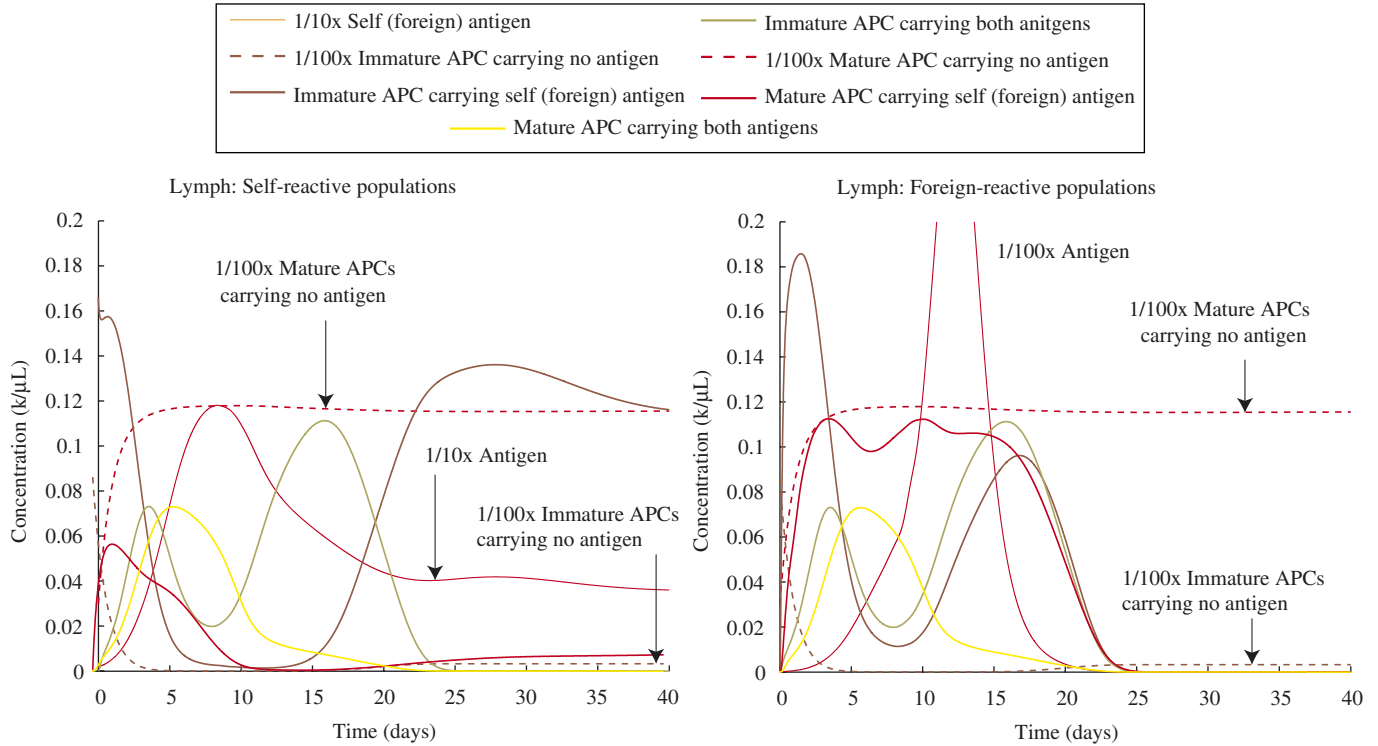 1/10x Self (foreign) antigen
Immature APC carrying both anitgens
1/100x Immature APC carrying no antigen
1/100x Mature APC carrying no antigen
Immature APC carrying self (foreign) antigen
Mature APC carrying self (foreign) antigen
Mature APC carrying both antigens
Lymph: Self-reactive populations
0.2
0.18
0.16
0.14
0.12
0.1
0.08
0.06
0.04
0.02
0
Concentration (k/μL)
1/100x Mature APCs
carrying no antigen
1/10x Antigen
1/100x Immature APCs
carrying no antigen
0 5 10 15 20 25 30 35 40
Time (days)
Lymph: Foreign-reactive populations
0.2
0.18
0.16
0.14
0.12
0.1
0.08
0.06
0.04
0.02
0
Concentration (k/μL)
1/100x Antigen
1/100x Mature APCs
carrying no antigen
1/100x Immature APCs
carrying no antigen
0 5 10 15 20 25 30 35 40
Time (days)